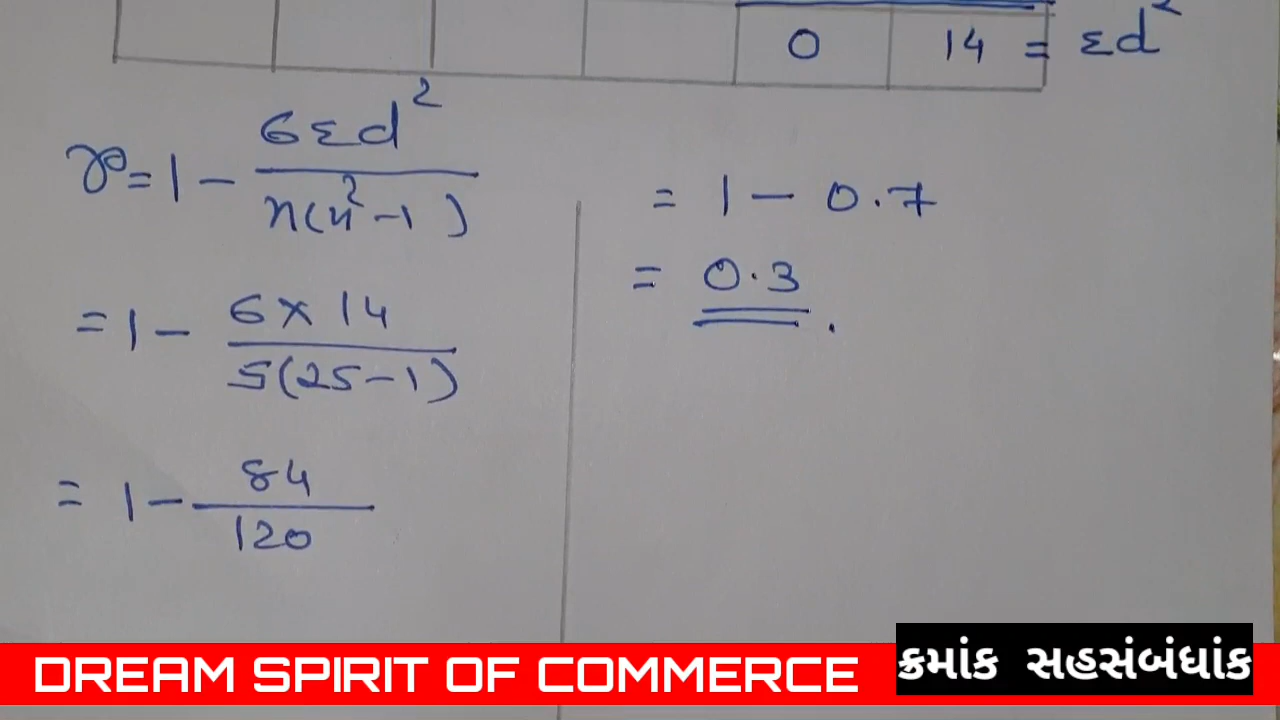 0 14 = Σd²
r = 1 - 6Σd² / n(n²-1)
= 1 - 6 × 14 / 5(25-1)
= 1 - 84 / 120
= 1 - 0.7
= 0.3.
DREAM SPIRIT OF COMMERCE
ક્રમાંક સહસંબંધાંક